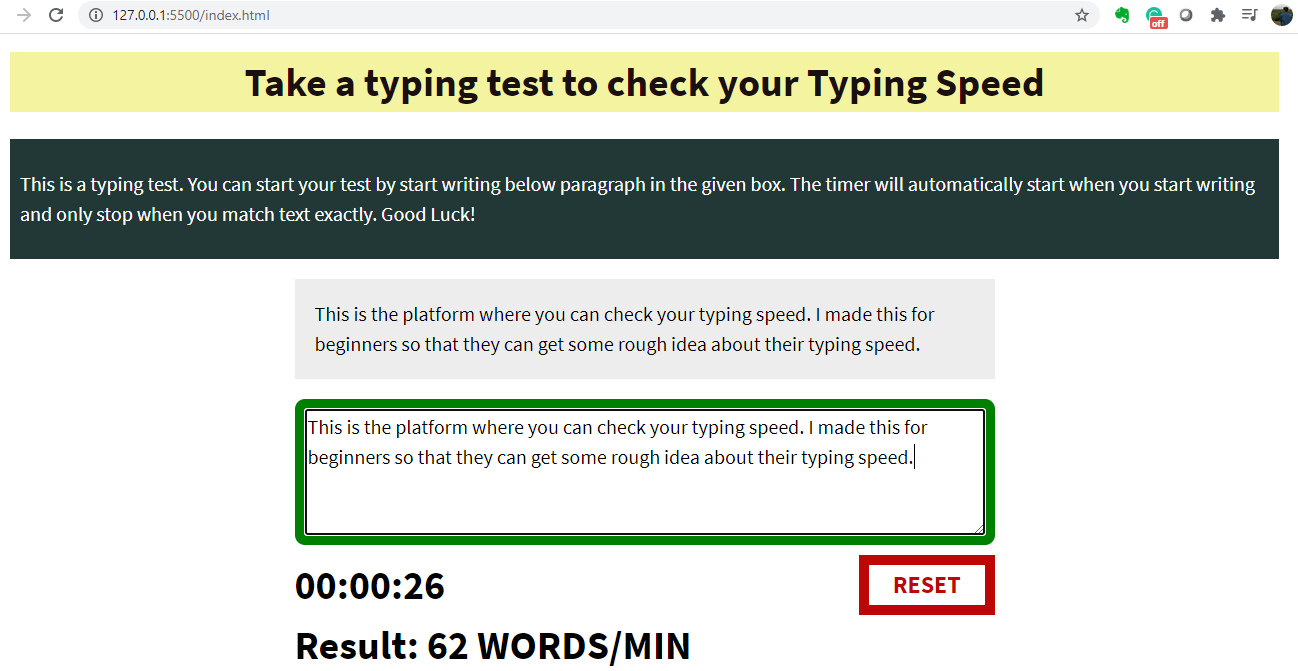 127.0.0.1:5500/index.html
off
Take a typing test to check your Typing Speed
This is a typing test. You can start your test by start writing below paragraph in the given box. The timer will automatically start when you start writing
and only stop when you match text exactly. Good Luck!
This is the platform where you can check your typing speed. I made this for
beginners so that they can get some rough idea about their typing speed.
This is the platform where you can check your typing speed. I made this for
beginners so that they can get some rough idea about their typing speed.
00:00:26
RESET
Result: 62 WORDS/MIN